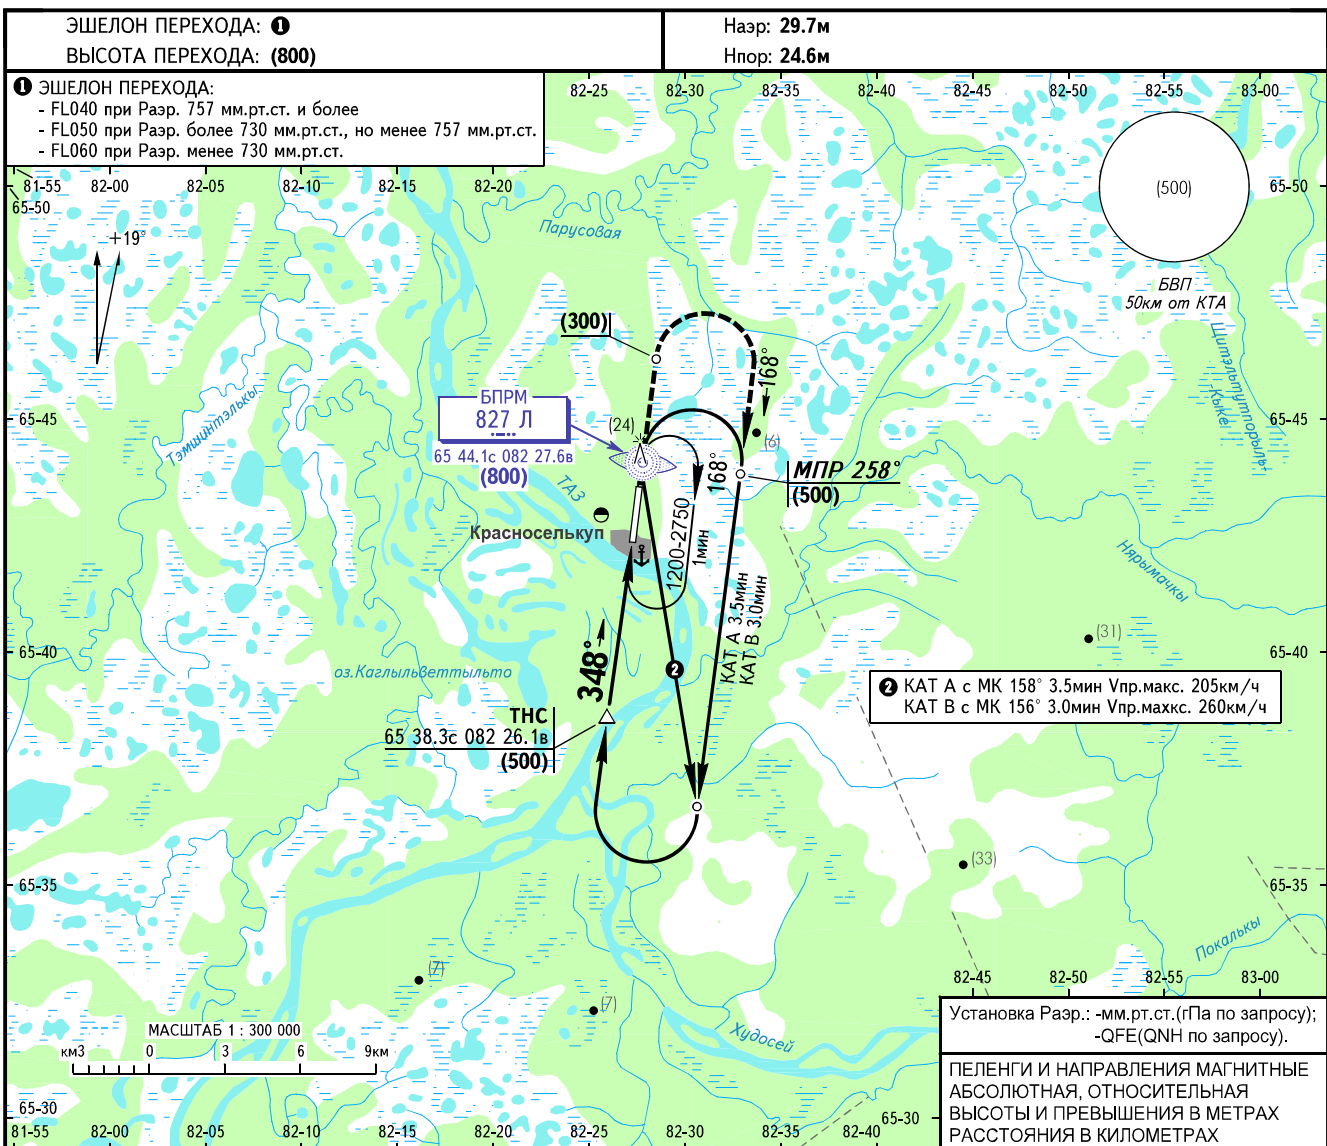 ЭШЕЛОН ПЕРЕХОДА: ❶
ВЫСОТА ПЕРЕХОДА: (800)
Наэр: 29.7м
Нпор: 24.6м
❶ ЭШЕЛОН ПЕРЕХОДА:
- FL040 при Раэр. 757 мм.рт.ст. и более
- FL050 при Раэр. более 730 мм.рт.ст., но менее 757 мм.рт.ст.
- FL060 при Раэр. менее 730 мм.рт.ст.
82-25 82-30 82-35 82-40 82-45 82-50 82-55 83-00
81-55 82-00 82-05 82-10 82-15 82-20
65-50
65-50
(500)
БВП
50км от КТА
+19°
Парусовая
Цитэльтутпорыль-
-Кыке
Тэмшинтэлькы
(300)
168°
БПРМ
827 Л
65 44.1с 082 27.6в
(800)
(24)
(6)
65-45
65-45
МПР 258°
(500)
168°
ТАЗ
1200-2750
1мин
Красноселькуп
Нярымачкы
КАТ А 3.5мин
КАТ В 3.0мин
(31)
65-40
65-40
оз.КаглыльВеттыльто
348°
❷
❷ КАТ А с МК 158° 3.5мин Vпр.макс. 205км/ч
КАТ В с МК 156° 3.0мин Vпр.махкс. 260км/ч
ТНС
65 38.3с 082 26.1в
(500)
(33)
65-35
65-35
Покалькы
(7)
(7)
82-45 82-50 82-55 83-00
Худосей
МАСШТАБ 1 : 300 000
км3 0 3 6 9км
Установка Раэр.: -мм.рт.ст.(гПа по запросу);
-QFE(QNH по запросу).
ПЕЛЕНГИ И НАПРАВЛЕНИЯ МАГНИТНЫЕ
АБСОЛЮТНАЯ, ОТНОСИТЕЛЬНАЯ
ВЫСОТЫ И ПРЕВЫШЕНИЯ В МЕТРАХ
РАССТОЯНИЯ В КИЛОМЕТРАХ
65-30
65-30
81-55 82-00 82-05 82-10 82-15 82-20 82-25 82-30 82-35 82-40